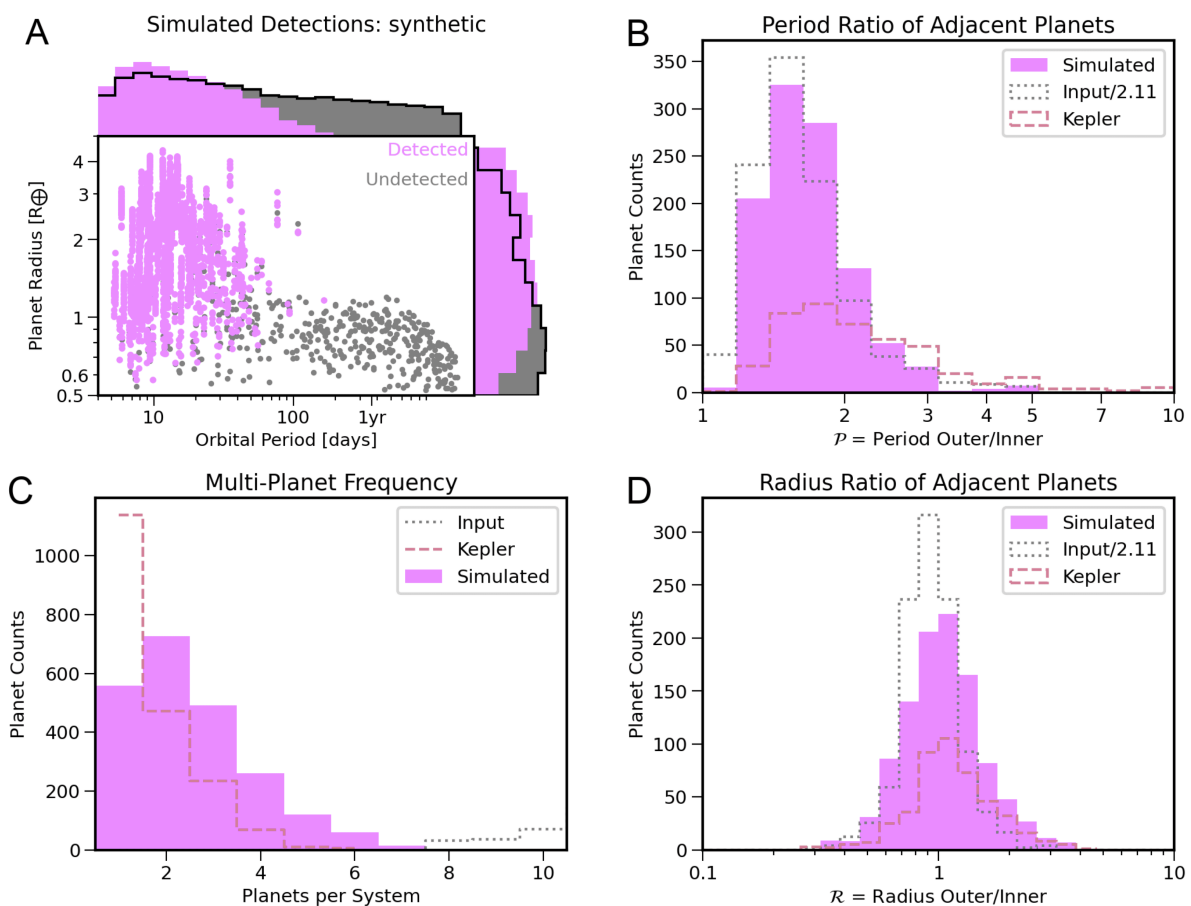 A
Simulated Detections: synthetic
Detected
Undetected
Planet Radius [R⨁]
4
3
2
1
0.6
0.5
10
100
1yr
Orbital Period [days]
B
Period Ratio of Adjacent Planets
Simulated
Input/2.11
Kepler
Planet Counts
350
300
250
200
150
100
50
0
1
2
3
4
5
7
10
𝒫 = Period Outer/Inner
C
Multi-Planet Frequency
Input
Kepler
Simulated
Planet Counts
1000
800
600
400
200
0
2
4
6
8
10
Planets per System
D
Radius Ratio of Adjacent Planets
Simulated
Input/2.11
Kepler
Planet Counts
300
250
200
150
100
50
0
0.1
1
10
ℛ = Radius Outer/Inner